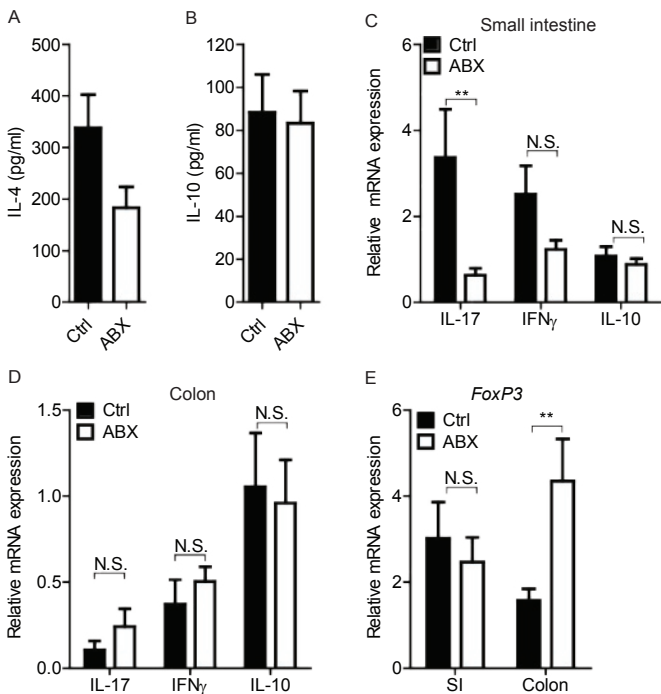 A
500
400
300
200
100
0
IL-4 (pg/ml)
Ctrl
ABX
B
120
100
80
60
40
20
0
IL-10 (pg/ml)
Ctrl
ABX
C
Small intestine
Ctrl
ABX
6
4
2
0
Relative mRNA expression
**
N.S.
N.S.
IL-17
IFNγ
IL-10
D
Colon
Ctrl
ABX
1.5
1.0
0.5
0.0
Relative mRNA expression
N.S.
N.S.
N.S.
IL-17
IFNγ
IL-10
E
FoxP3
Ctrl
ABX
6
4
2
0
Relative mRNA expression
N.S.
**
SI
Colon